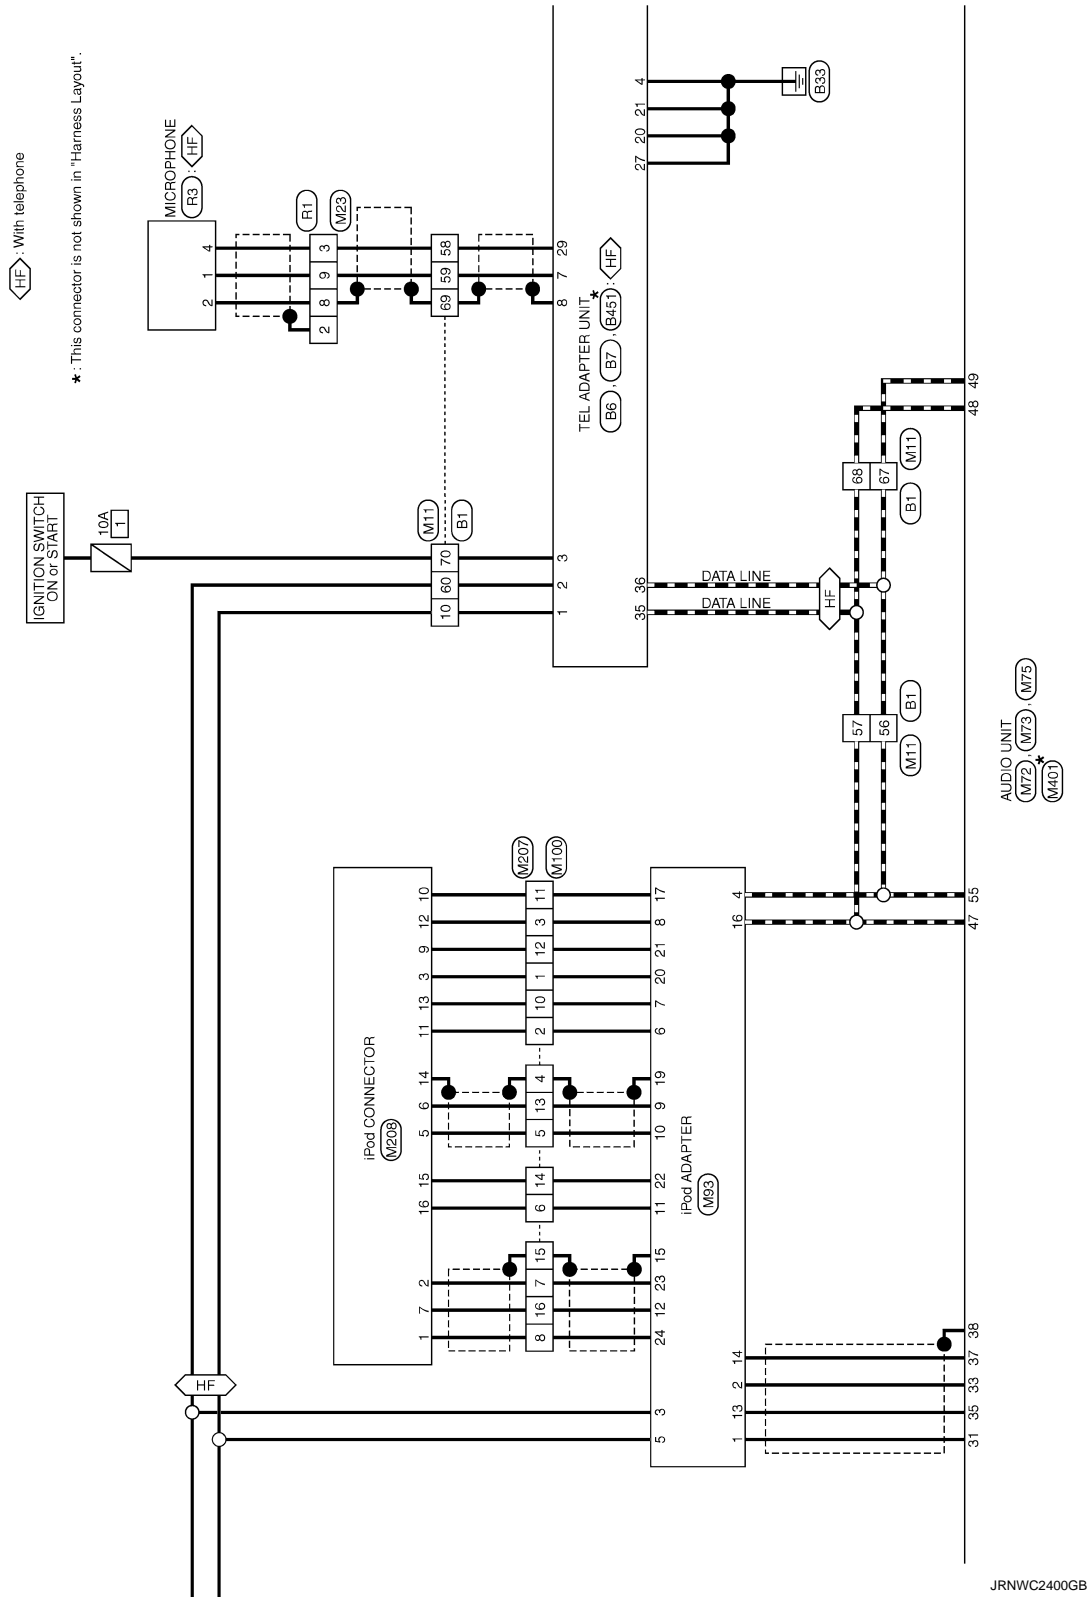 HF : With telephone
* : This connector is not shown in "Harness Layout".
IGNITION SWITCH
ON or START
10A
1
MICROPHONE
R3 : HF
4
1
2
R1
M23
3
9
8
2
58
59
69
29
7
8
M11
B1
70
60
10
3
2
1
TEL ADAPTER UNIT
B6 , B7 , B451 * : HF
4
21
20
27
B33
36
35
DATA LINE
DATA LINE
HF
68
67
M11
B1
49
48
57
56
B1
M11
AUDIO UNIT
M72 , M73 , M75
M401 *
iPod CONNECTOR
M208
10
12
9
3
13
11
14
6
5
15
16
2
7
1
M207
M100
11
3
12
1
10
2
4
13
5
14
6
15
7
16
8
17
8
21
20
7
6
19
9
10
22
11
15
23
12
24
3
5
iPod ADAPTER
M93
4
16
55
47
14
2
13
1
38
37
33
35
31
HF
JRNWC2400GB